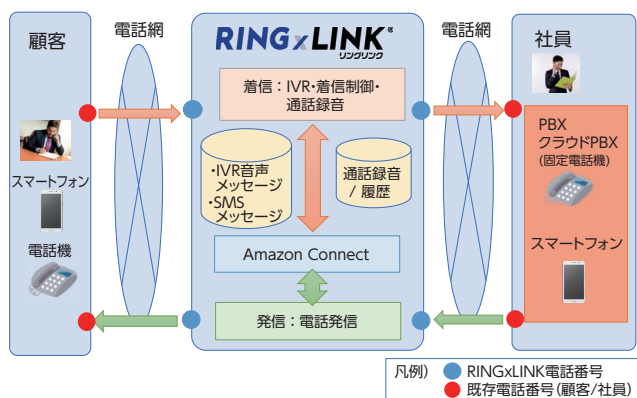 顧客
電話網
RINGxLINK®
リングリンク
電話網
社員
着信:IVR・着信制御・
通話録音
スマートフォン
電話機
・IVR音声
メッセージ
・SMS
メッセージ
通話録音
/ 履歴
Amazon Connect
発信:電話発信
PBX
クラウドPBX
(固定電話機)
スマートフォン
凡例)
RINGxLINK電話番号
既存電話番号(顧客/社員)